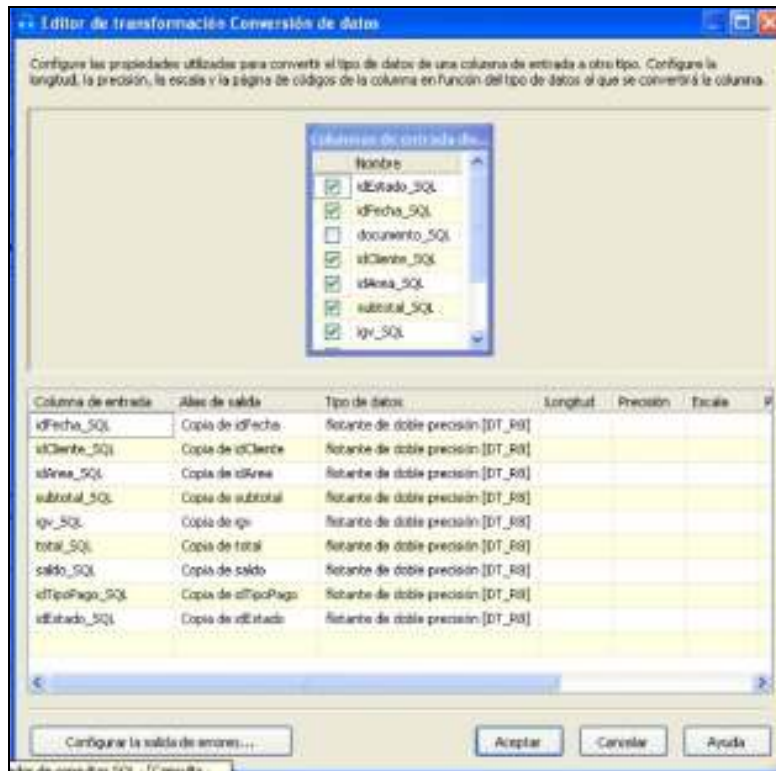 Editor de transformación Conversión de datos
Configure las propiedades utilizadas para convertir el tipo de datos de una columna de entrada a otro tipo. Configure la
longitud, la precisión, la escala y la página de códigos de la columna en función del tipo de datos al que se convertirá la columna.
Columnas de entrada de...
Nombre
idEstado_SQL
idFecha_SQL
documento_SQL
idCliente_SQL
idArea_SQL
subtotal_SQL
igv_SQL
Columna de entrada Alias de salida Tipo de datos Longitud Precisión Escala P
idFecha_SQL Copia de idFecha flotante de doble precisión [DT_R8]
idCliente_SQL Copia de idCliente flotante de doble precisión [DT_R8]
idArea_SQL Copia de idArea flotante de doble precisión [DT_R8]
subtotal_SQL Copia de subtotal flotante de doble precisión [DT_R8]
igv_SQL Copia de igv flotante de doble precisión [DT_R8]
total_SQL Copia de total flotante de doble precisión [DT_R8]
saldo_SQL Copia de saldo flotante de doble precisión [DT_R8]
idTipoPago_SQL Copia de idTipoPago flotante de doble precisión [DT_R8]
idEstado_SQL Copia de idEstado flotante de doble precisión [DT_R8]
Configurar la salida de errores... Aceptar Cancelar Ayuda
de consultas SQL - [Consulta